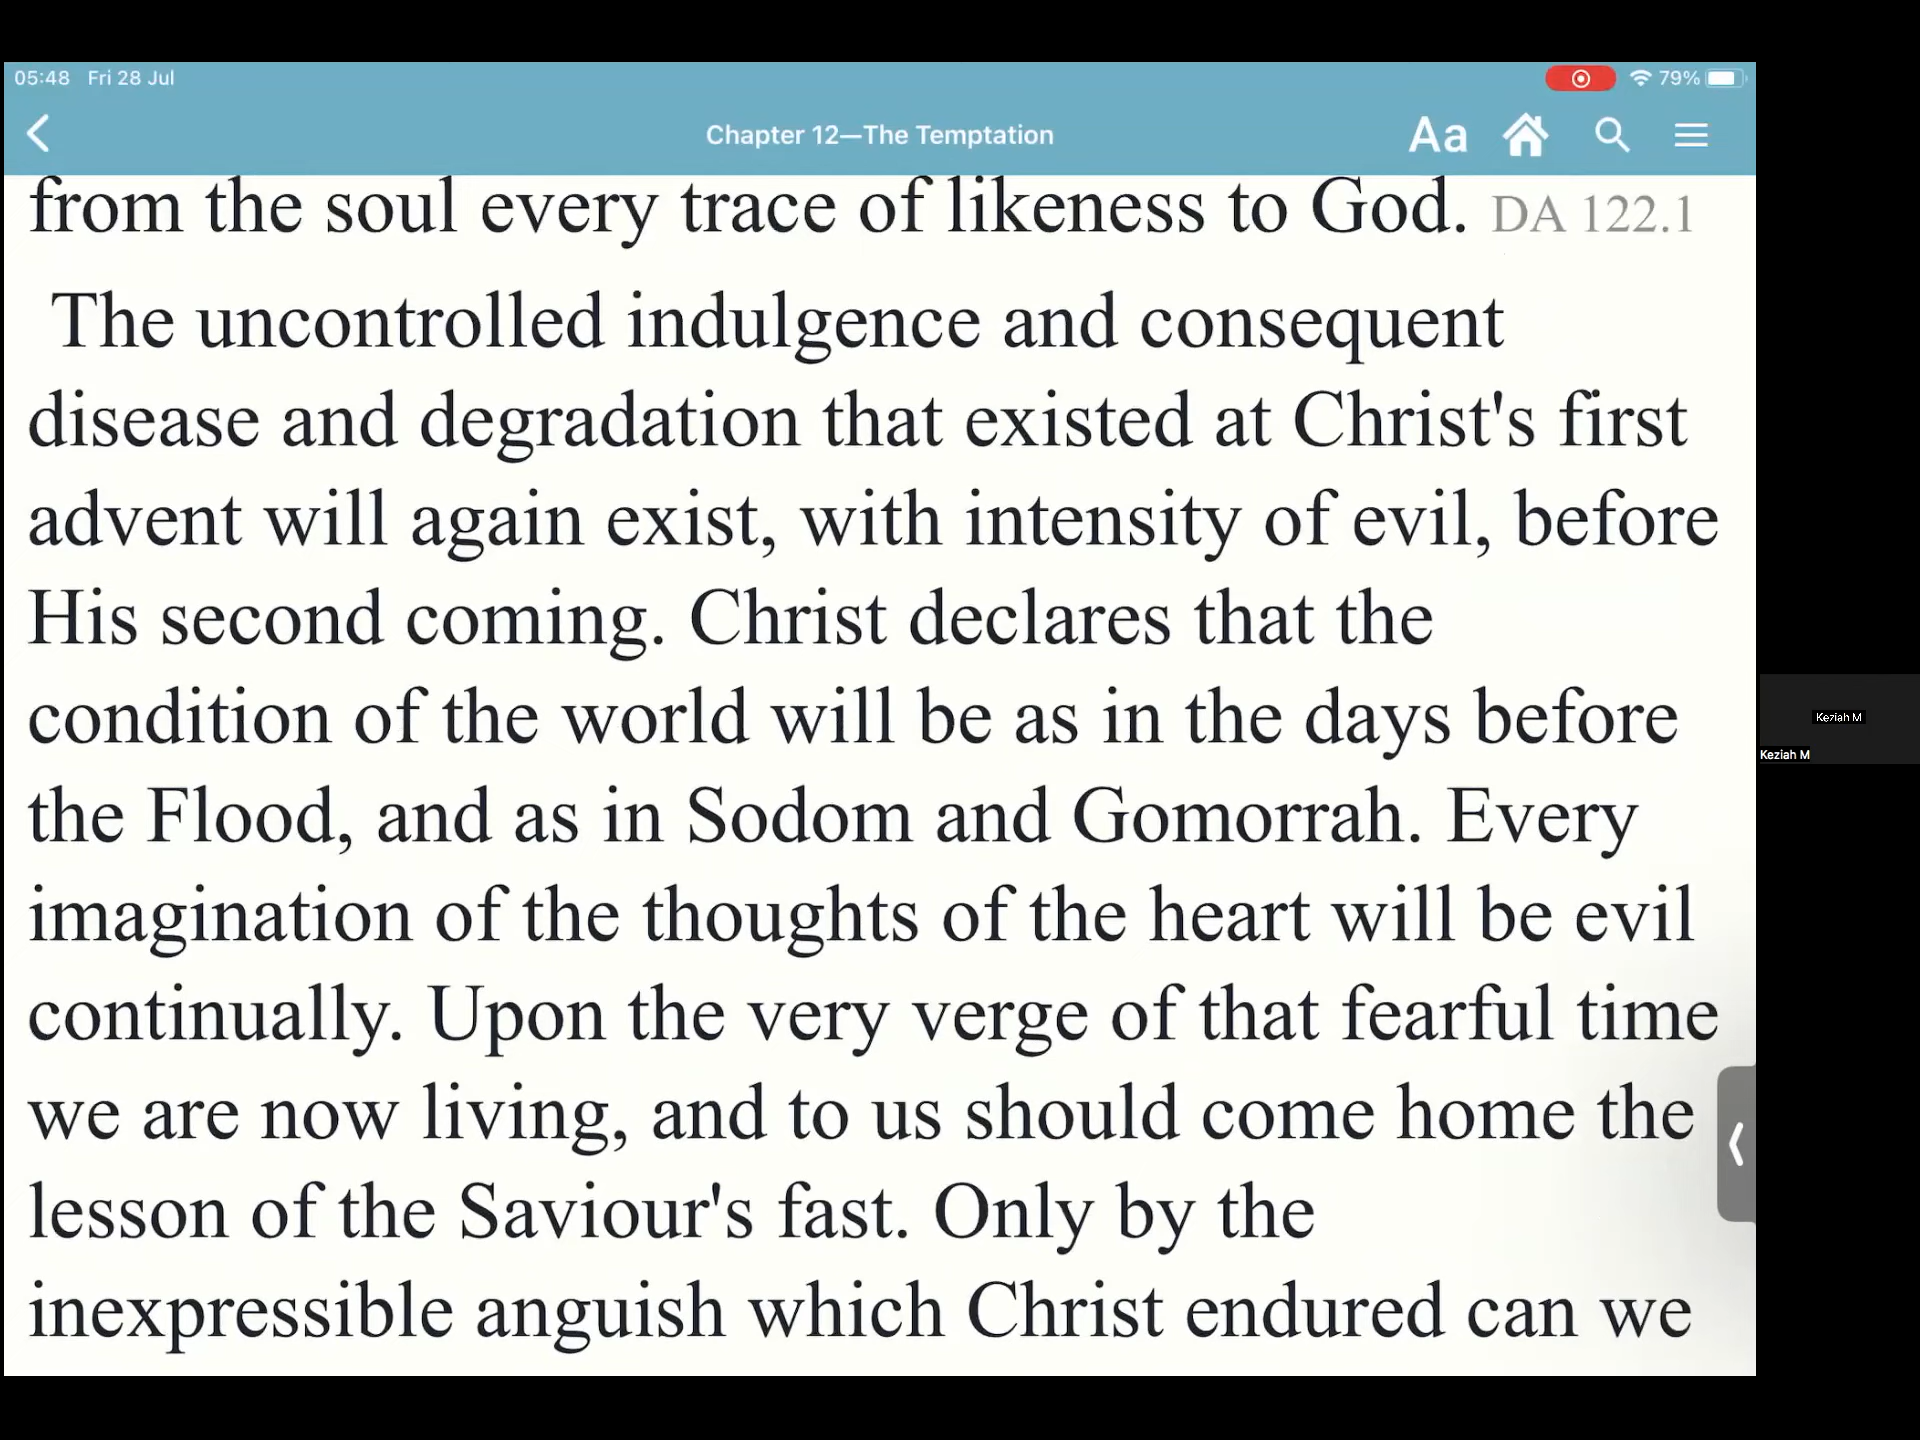 05:48 Fri 28 Jul
79%
Chapter 12—The Temptation
Aa
from the soul every trace of likeness to God. DA 122.1
The uncontrolled indulgence and consequent
disease and degradation that existed at Christ's first
advent will again exist, with intensity of evil, before
His second coming. Christ declares that the
condition of the world will be as in the days before
the Flood, and as in Sodom and Gomorrah. Every
imagination of the thoughts of the heart will be evil
continually. Upon the very verge of that fearful time
we are now living, and to us should come home the
lesson of the Saviour's fast. Only by the
inexpressible anguish which Christ endured can we
Keziah M
Keziah M